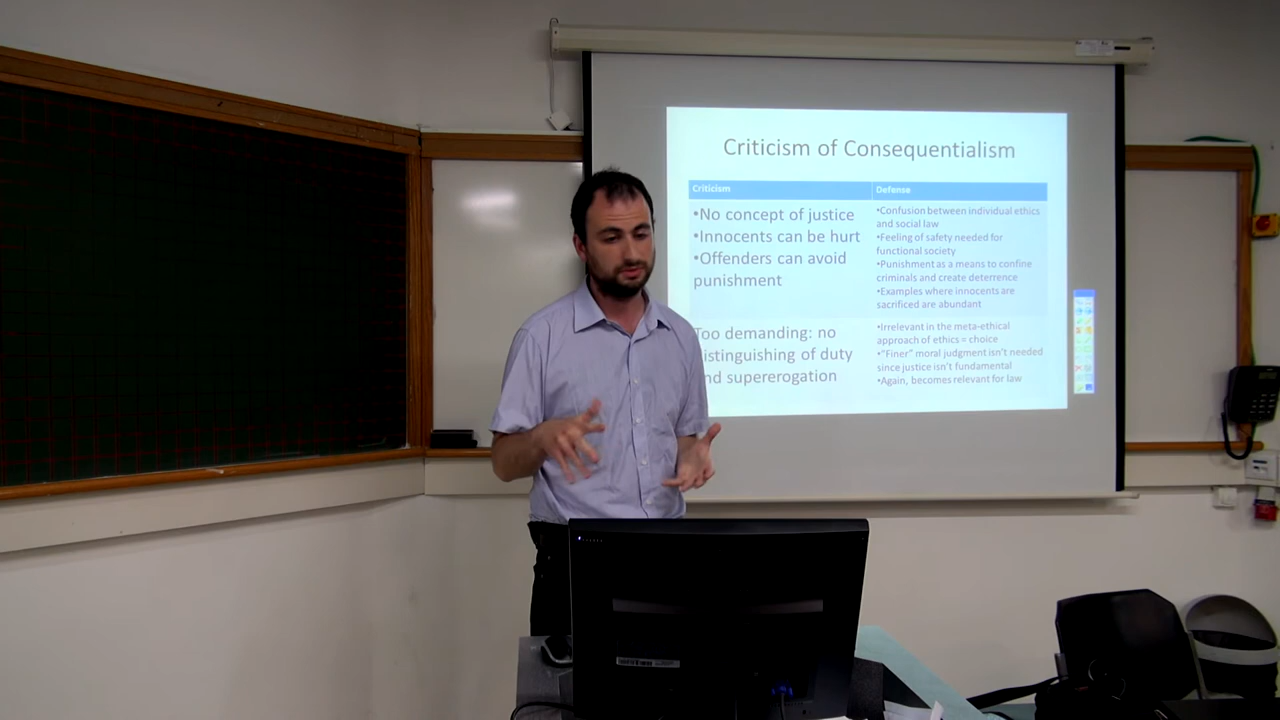 Criticism of Consequentialism
Criticism
Defense
•No concept of justice
•Innocents can be hurt
•Offenders can avoid
punishment
•Confusion between individual ethics
and social law
•Feeling of safety needed for
functional society
•Punishment as a means to confine
criminals and create deterrence
•Examples where innocents are
sacrificed are abundant
Too demanding: no
distinguishing of duty
and supererogation
•Irrelevant in the meta-ethical
approach of ethics = choice
•"Finer" moral judgment isn't needed
since justice isn't fundamental
•Again, becomes relevant for law